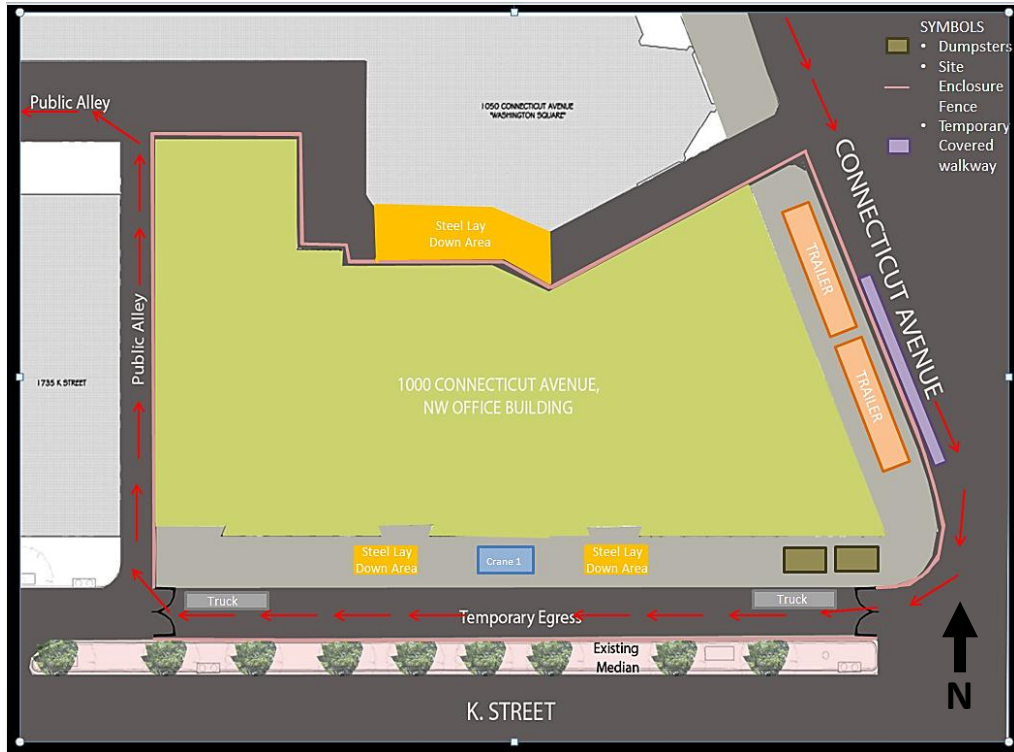 SYMBOLS
• Dumpsters
• Site
Enclosure
Fence
• Temporary
Covered
walkway
Public Alley
1050 CONNECTICUT AVENUE
"WASHINGTON SQUARE"
CONNECTICUT AVENUE
Steel Lay
Down Area
TRAILER
TRAILER
Public Alley
1735 K STREET
1000 CONNECTICUT AVENUE,
NW OFFICE BUILDING
Steel Lay
Down Area
Crane 1
Steel Lay
Down Area
Truck
Truck
Temporary Egress
Existing
Median
N
K. STREET